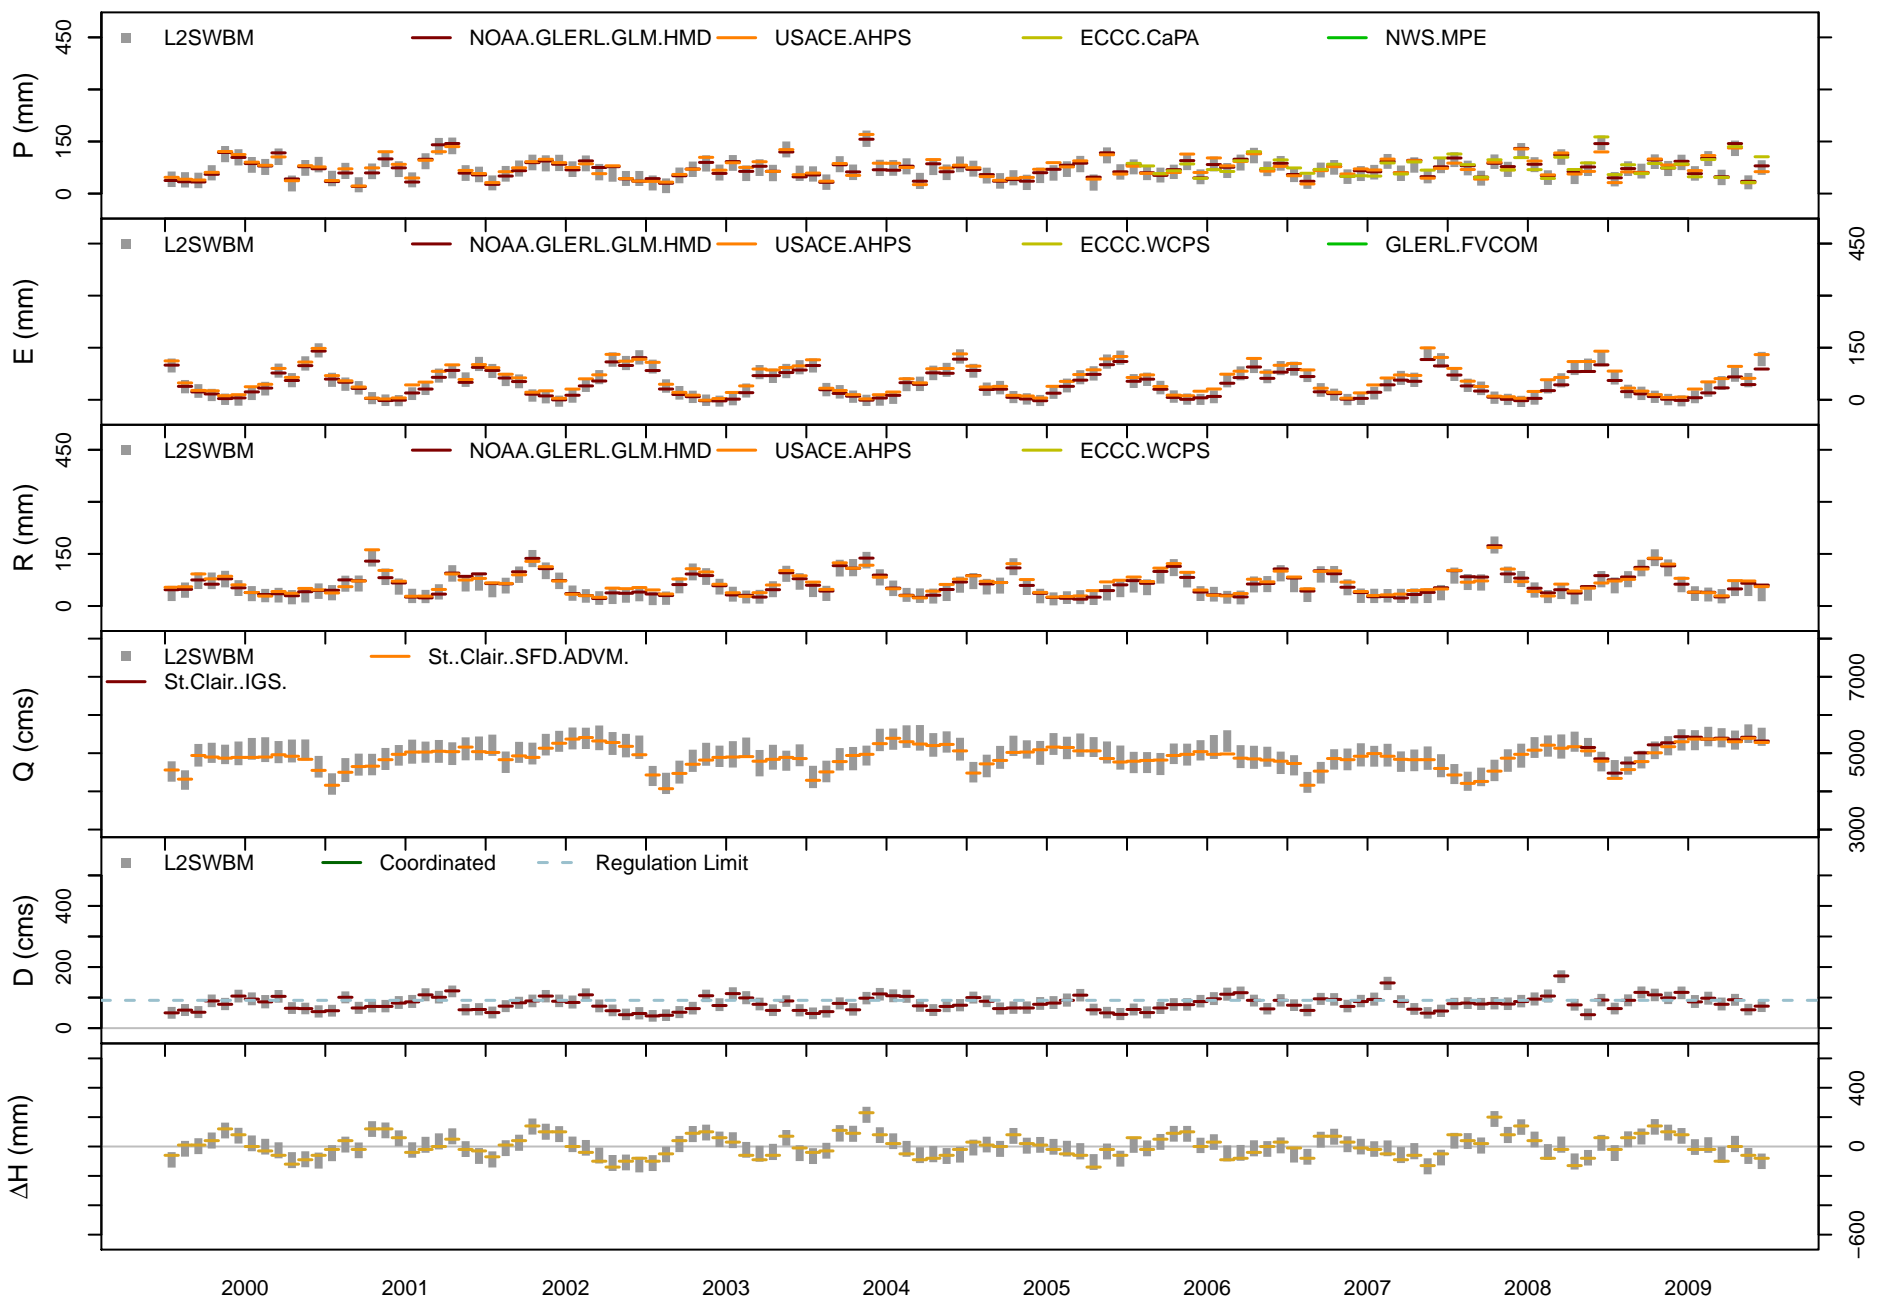 L2SWBM NOAA.GLERL.GLM.HMD USACE.AHPS ECCC.CaPA NWS.MPE
P (mm)
0 150 450
L2SWBM NOAA.GLERL.GLM.HMD USACE.AHPS ECCC.WCPS GLERL.FVCOM
E (mm)
0 150 450
L2SWBM NOAA.GLERL.GLM.HMD USACE.AHPS ECCC.WCPS
R (mm)
0 150 450
L2SWBM St..Clair..SFD.ADVM.
St.Clair..IGS.
Q (cms)
3000 5000 7000
L2SWBM Coordinated Regulation Limit
D (cms)
0 200 400
ΔH (mm)
−600 0 400
2000 2001 2002 2003 2004 2005 2006 2007 2008 2009